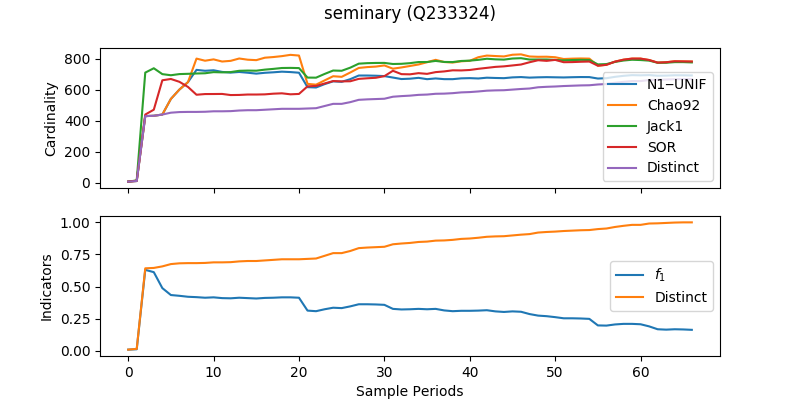 seminary (Q233324)
Cardinality
800
600
400
200
0
N1−UNIF
Chao92
Jack1
SOR
Distinct
Indicators
1.00
0.75
0.50
0.25
0.00
f1
Distinct
0 10 20 30 40 50 60
Sample Periods